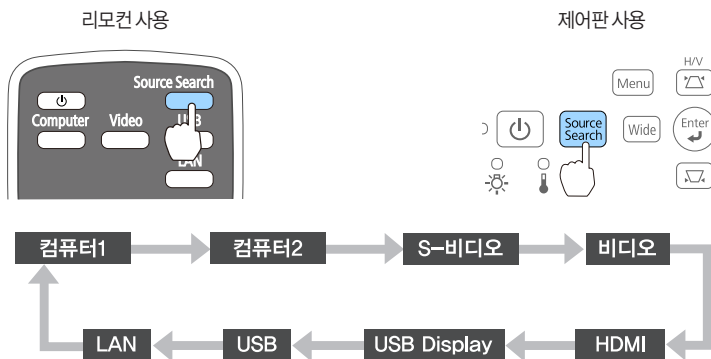 리모컨 사용
제어판 사용
Source Search
Computer Video USB
LAN
H/V
Menu
Source Search
Wide
Enter
컴퓨터1
컴퓨터2
S-비디오
비디오
LAN
USB
USB Display
HDMI